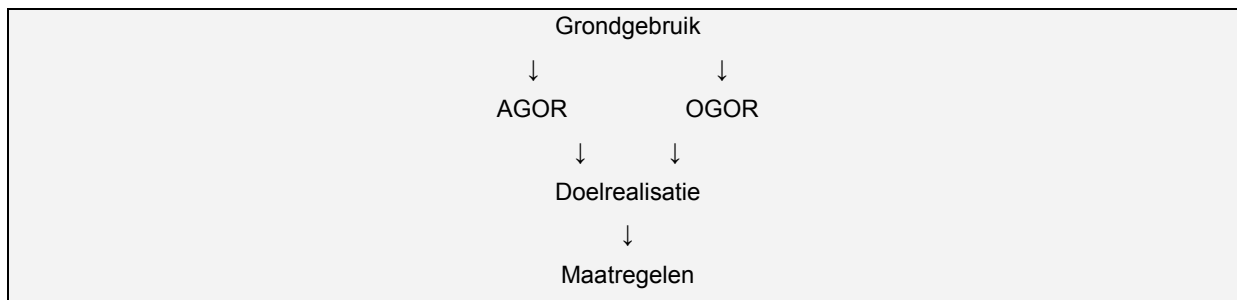 Grondgebruik
↓ ↓
AGOR OGOR
↓ ↓
Doelrealisatie
↓
Maatregelen